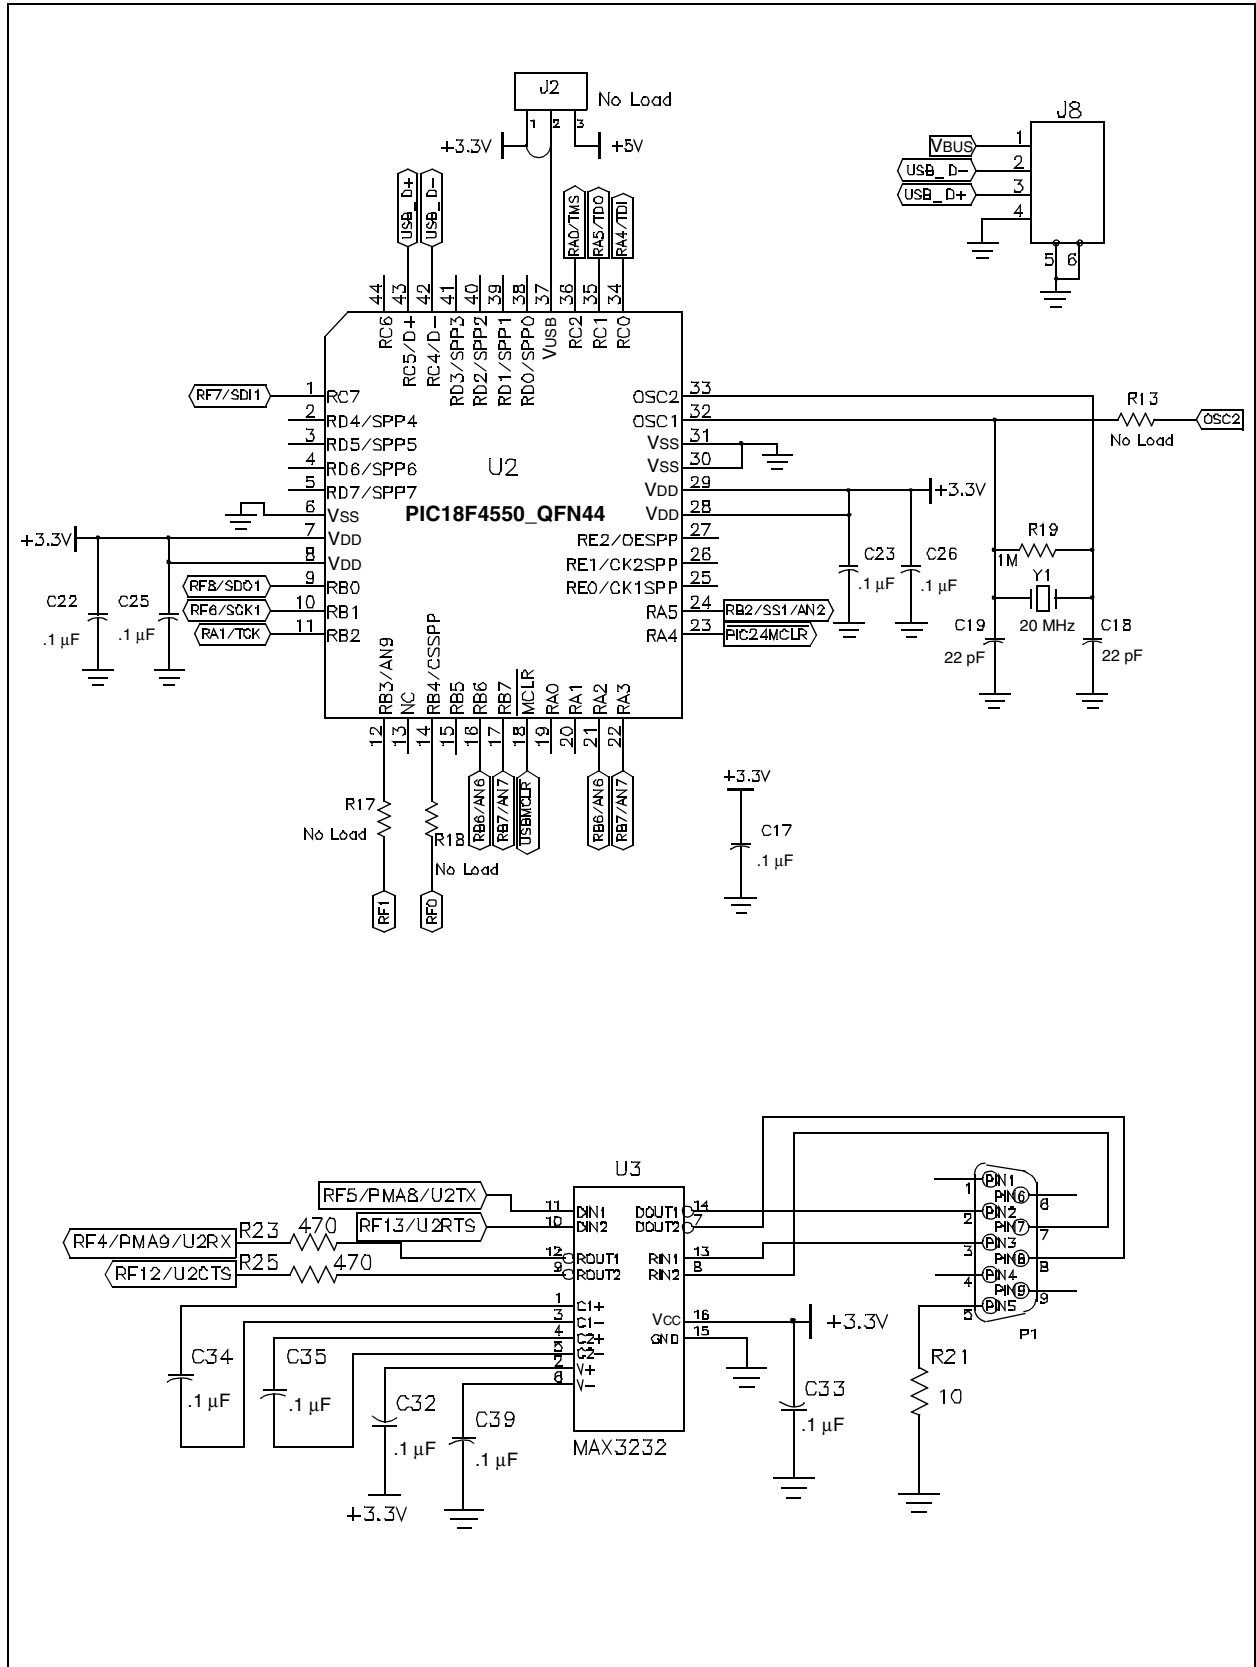 J2
No Load
1 2 3
+3.3V
+5V
J8
VBUS 1
USB_D- 2
USB_D+ 3
4
5 6
USB_D+
USB_D-
RA0/TMS
RA5/TDO
RA4/TDI
44 43 42 41 40 39 38 37 36 35 34
RC6
RC5/D+
RC4/D-
RD3/SPP3
RD2/SPP2
RD1/SPP1
RD0/SPP0
VUSB
RC2
RC1
RC0
RF7/SDI1 1 RC7
2 RD4/SPP4
3 RD5/SPP5
4 RD6/SPP6
5 RD7/SPP7
6 VSS
+3.3V 7 VDD
8 VDD
RF8/SDO1 9 RB0
RF6/SCK1 10 RB1
RA1/TCK 11 RB2
C22
.1 µF
C25
.1 µF
U2
PIC18F4550_QFN44
OSC2 33
OSC1 32
VSS 31
VSS 30
VDD 29
VDD 28
RE2/OESPP 27
RE1/CK2SPP 26
RE0/CK1SPP 25
RA5 24 RB2/SS1/AN2
RA4 23 PIC24MCLR
R13
No Load
OSC2
+3.3V
C23
.1 µF
C26
.1 µF
R19
1M
Y1
20 MHz
C19
22 pF
C18
22 pF
RB3/AN9
NC
RB4/CSSPP
RB5
RB6
RB7
MCLR
RA0
RA1
RA2
RA3
12 13 14 15 16 17 18 19 20 21 22
R17
No Load
R18
No Load
RF1
RF0
RB6/AN6
RB7/AN7
USBMCLR
RB6/AN6
RB7/AN7
+3.3V
C17
.1 µF
U3
RF5/PMA8/U2TX 11 DIN1
RF13/U2RTS 10 DIN2
RF4/PMA9/U2RX R23 470 12 ROUT1
RF12/U2CTS R25 470 9 ROUT2
1 C1+
3 C1-
4 C2+
5 C2-
2 V+
6 V-
DOUT1 14
DOUT2 7
RIN1 13
RIN2 8
VCC 16
GND 15
MAX3232
C34
.1 µF
C35
.1 µF
C32
.1 µF
+3.3V
C39
.1 µF
+3.3V
C33
.1 µF
PIN1 1
PIN6 6
PIN2 2
PIN7 7
PIN3 3
PIN8 8
PIN4 4
PIN9 9
PIN5 5
P1
R21
10